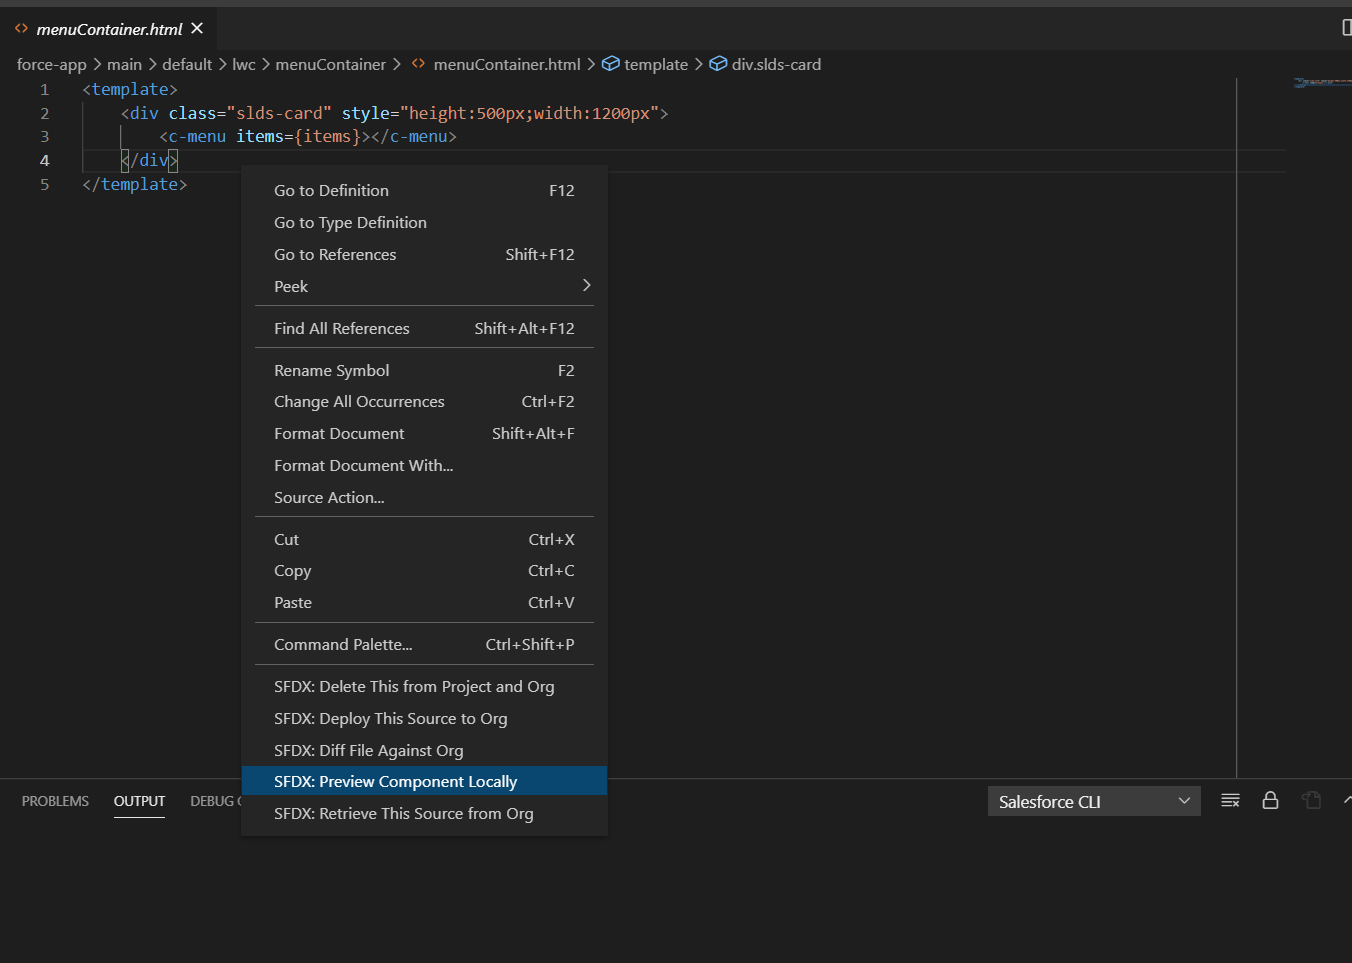 menuContainer.html
force-app > main > default > lwc > menuContainer > menuContainer.html > template > div.slds-card
1 <template>
2 <div class="slds-card" style="height:500px;width:1200px">
3 <c-menu items={items}></c-menu>
4 </div>
5 </template>
Go to Definition F12
Go to Type Definition
Go to References Shift+F12
Peek
Find All References Shift+Alt+F12
Rename Symbol F2
Change All Occurrences Ctrl+F2
Format Document Shift+Alt+F
Format Document With...
Source Action...
Cut Ctrl+X
Copy Ctrl+C
Paste Ctrl+V
Command Palette... Ctrl+Shift+P
SFDX: Delete This from Project and Org
SFDX: Deploy This Source to Org
SFDX: Diff File Against Org
SFDX: Preview Component Locally
SFDX: Retrieve This Source from Org
PROBLEMS OUTPUT DEBUG Salesforce CLI